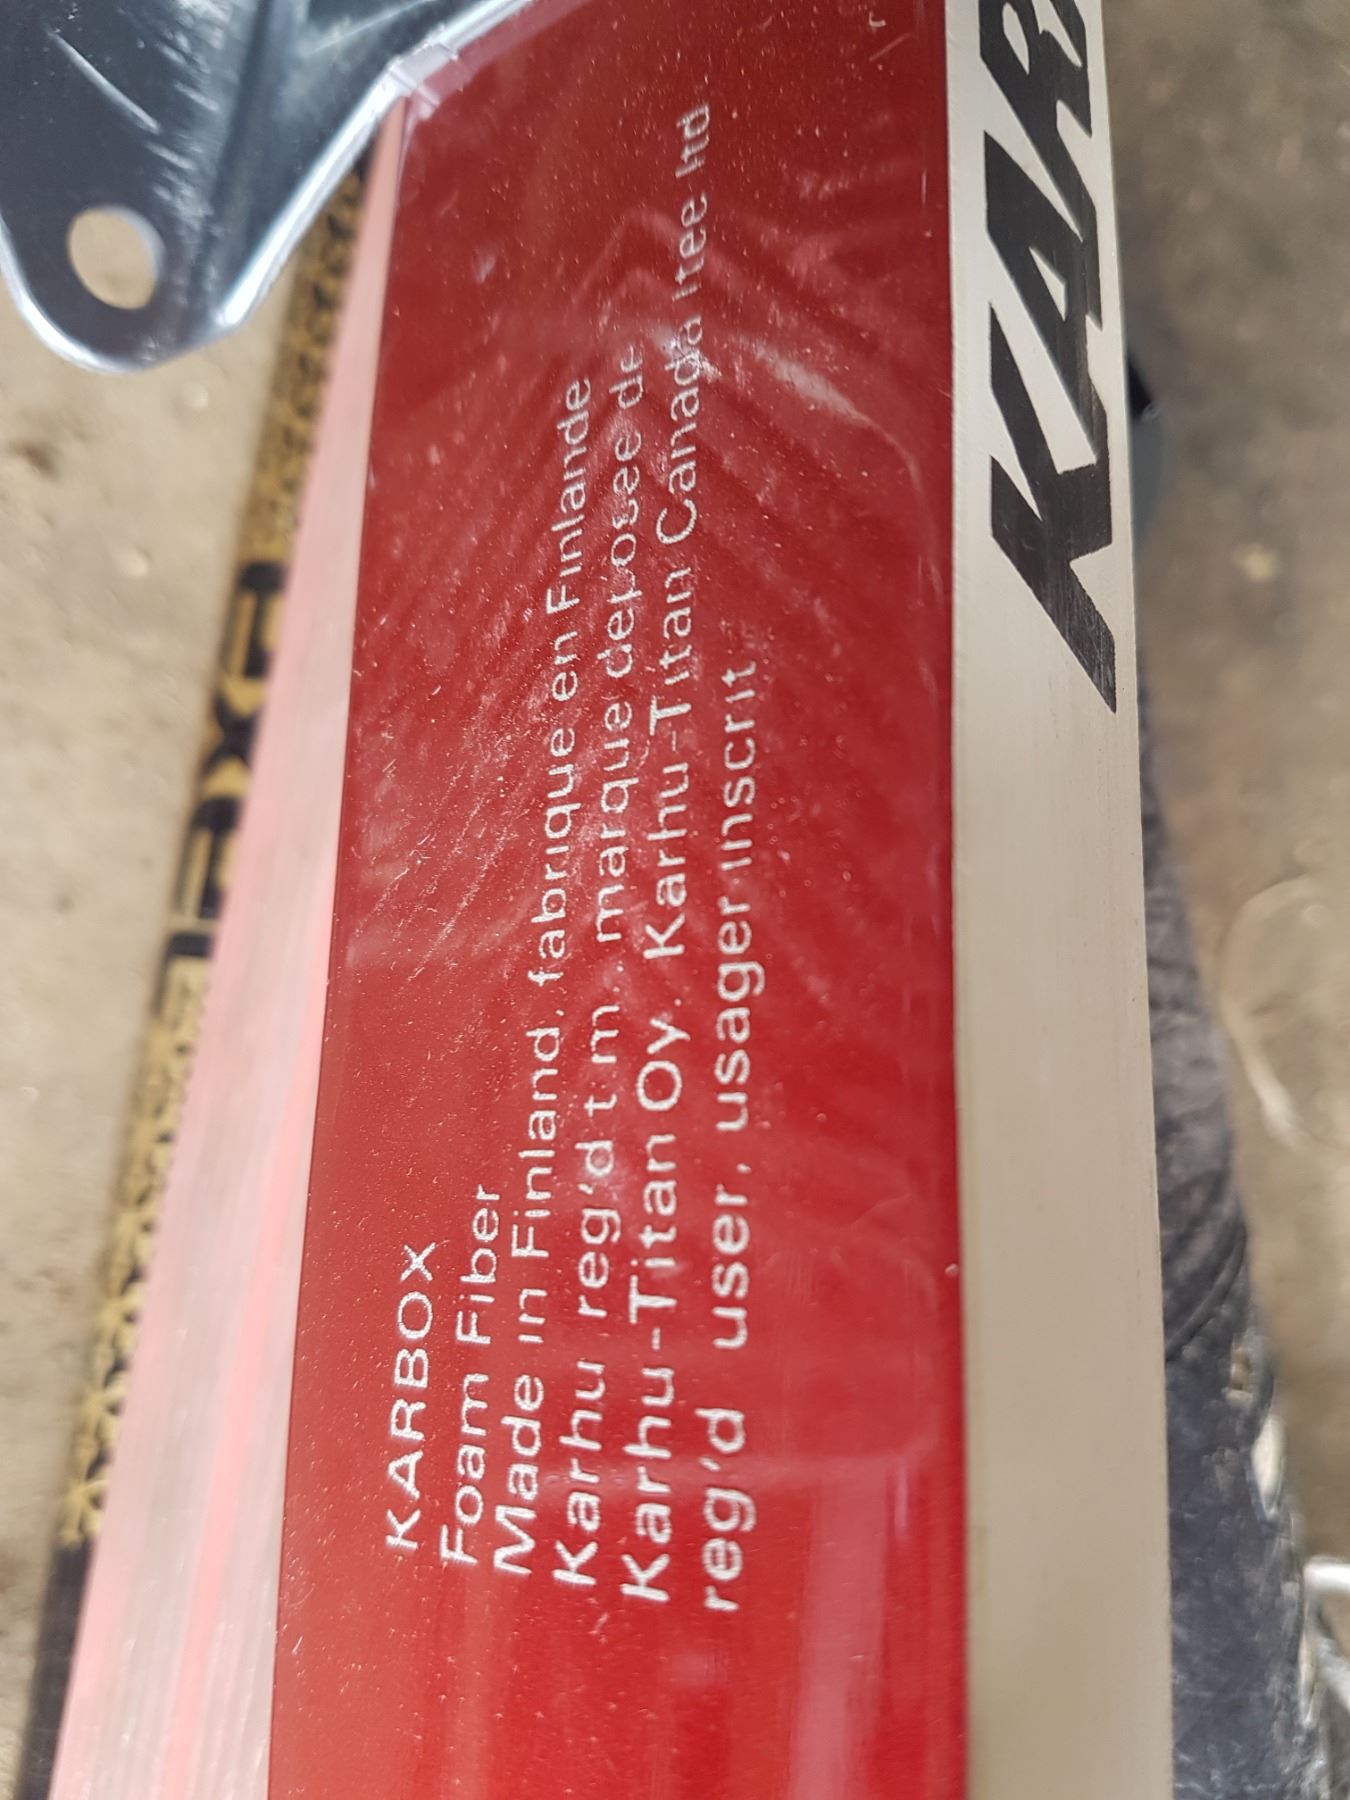 KARBOX
Foam Fiber
Made in Finland, fabrique en Finlande
Karhu reg'd t.m. marque deposee de
Karhu-Titan Oy. Karhu-Titan Canada ltee ltd
reg'd user, usager inscrit
KARH